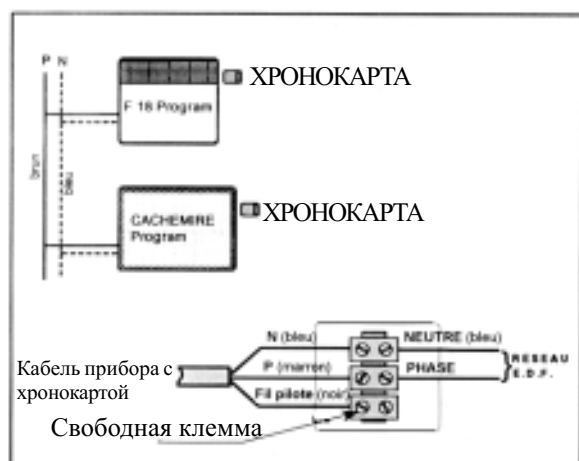 P N
ХРОНОКАРТА
F 18 Program
brun
ХРОНОКАРТА
CACHEMIRE
Program
N (bleu)
NEUTRE (bleu)
Кабель прибора с
хронокартой
P (marron)
PHASE
RESEAU
E.D.F.
Fil pilote (noir)
Свободная клемма